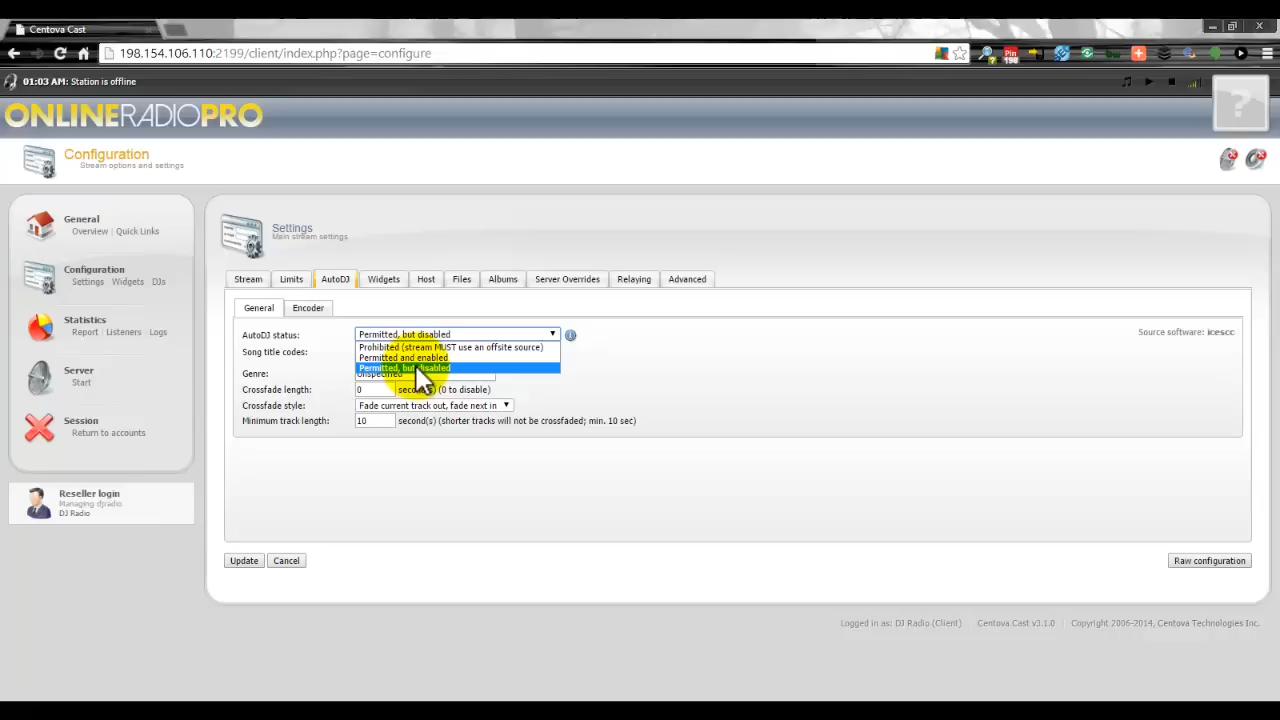 Centova Cast
198.154.106.110:2199/client/index.php?page=configure
01:03 AM: Station is offline
ONLINERADIOPRO
?
Configuration
Stream options and settings
General
Overview | Quick Links
Configuration
Settings Widgets DJs
Statistics
Report | Listeners Logs
Server
Start
Session
Return to accounts
Reseller login
Managing djradio
DJ Radio
Settings
Main stream settings
Stream Limits AutoDJ Widgets Host Files Albums Server Overrides Relaying Advanced
General Encoder
AutoDJ status: Permitted, but disabled
Source software: icescc
Prohibited (stream MUST use an offsite source)
Permitted and enabled
Permitted, but disabled
Song title codes:
Genre: Unspecified
Crossfade length: 0 second(s) (0 to disable)
Crossfade style: Fade current track out, fade next in
Minimum track length: 10 second(s) (shorter tracks will not be crossfaded; min. 10 sec)
Update Cancel Raw configuration
Logged in as: DJ Radio (Client) | Centova Cast v3.1.0 | Copyright 2006-2014, Centova Technologies Inc.